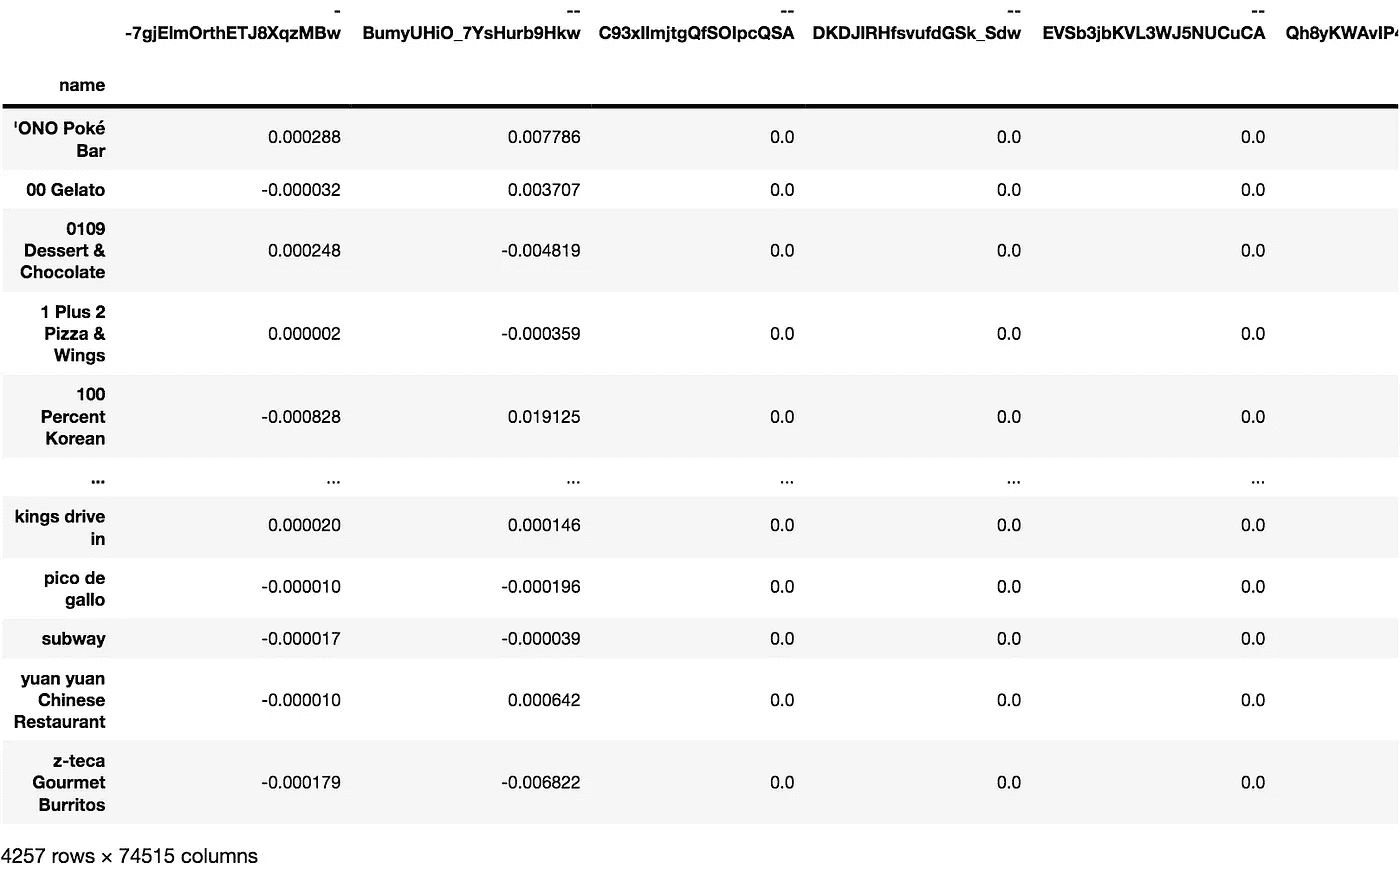 - -- -- -- --
-7gjElmOrthETJ8XqzMBw BumyUHiO_7YsHurb9Hkw C93xIlmjtgQfSOIpcQSA DKDJlRHfsvufdGSk_Sdw EVSb3jbKVL3WJ5NUCuCA Qh8yKWAvIP4
name
'ONO Poké
Bar 0.000288 0.007786 0.0 0.0 0.0
00 Gelato -0.000032 0.003707 0.0 0.0 0.0
0109
Dessert & 0.000248 -0.004819 0.0 0.0 0.0
Chocolate
1 Plus 2
Pizza & 0.000002 -0.000359 0.0 0.0 0.0
Wings
100
Percent -0.000828 0.019125 0.0 0.0 0.0
Korean
... ... ... ... ... ...
kings drive
in 0.000020 0.000146 0.0 0.0 0.0
pico de
gallo -0.000010 -0.000196 0.0 0.0 0.0
subway -0.000017 -0.000039 0.0 0.0 0.0
yuan yuan
Chinese -0.000010 0.000642 0.0 0.0 0.0
Restaurant
z-teca
Gourmet -0.000179 -0.006822 0.0 0.0 0.0
Burritos
4257 rows × 74515 columns